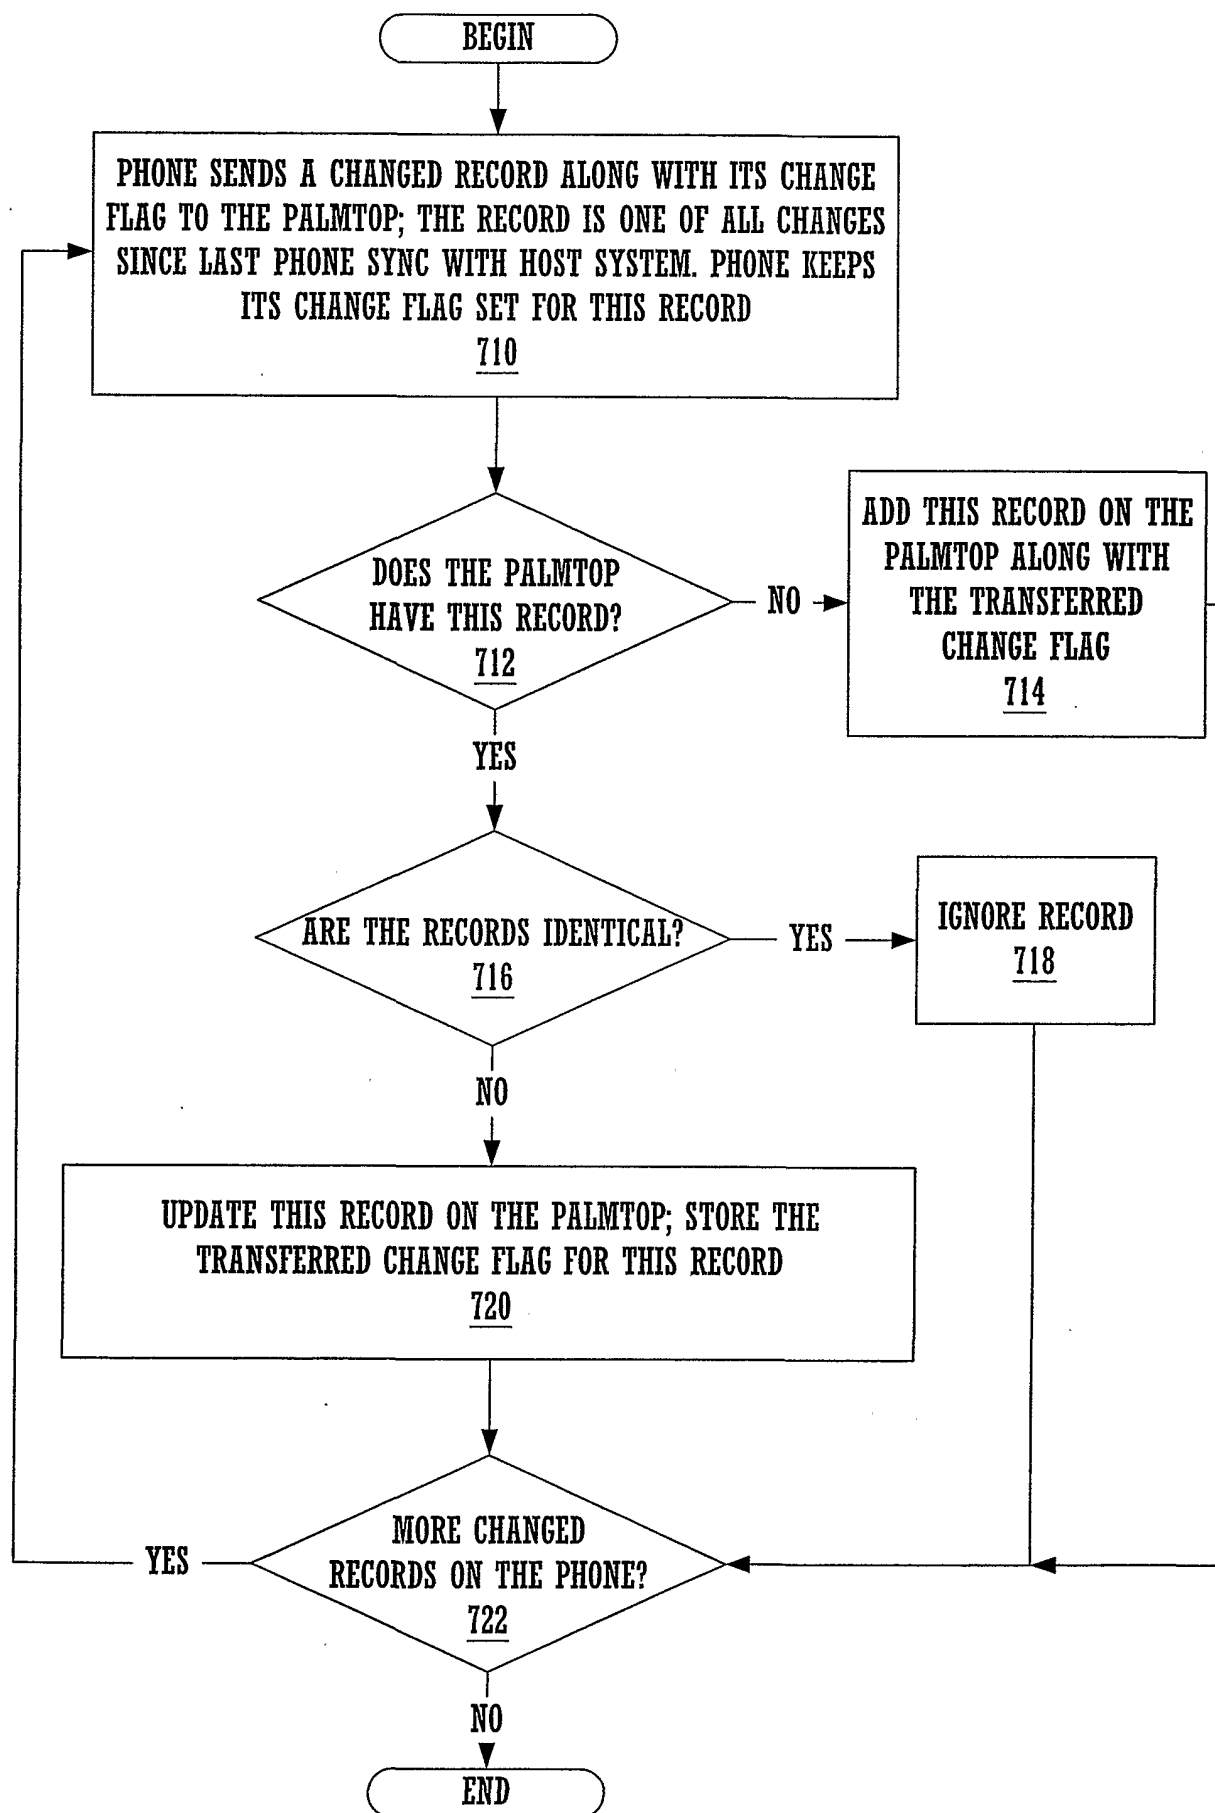 BEGIN
PHONE SENDS A CHANGED RECORD ALONG WITH ITS CHANGE
FLAG TO THE PALMTOP; THE RECORD IS ONE OF ALL CHANGES
SINCE LAST PHONE SYNC WITH HOST SYSTEM. PHONE KEEPS
ITS CHANGE FLAG SET FOR THIS RECORD
710
DOES THE PALMTOP
HAVE THIS RECORD?
712
NO
ADD THIS RECORD ON THE
PALMTOP ALONG WITH
THE TRANSFERRED
CHANGE FLAG
714
YES
ARE THE RECORDS IDENTICAL?
716
YES
IGNORE RECORD
718
NO
UPDATE THIS RECORD ON THE PALMTOP; STORE THE
TRANSFERRED CHANGE FLAG FOR THIS RECORD
720
MORE CHANGED
RECORDS ON THE PHONE?
722
YES
NO
END